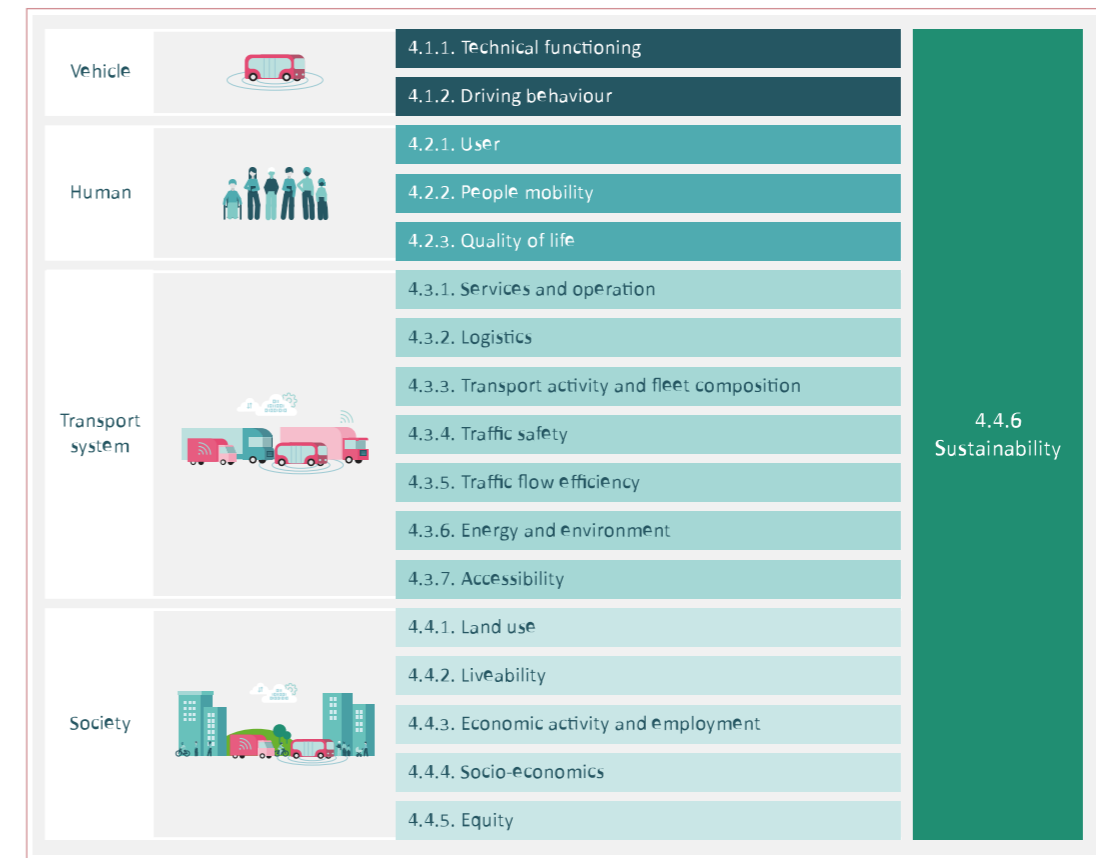 Vehicle
4.1.1. Technical functioning
4.1.2. Driving behaviour
Human
4.2.1. User
4.2.2. People mobility
4.2.3. Quality of life
Transport
system
4.3.1. Services and operation
4.3.2. Logistics
4.3.3. Transport activity and fleet composition
4.3.4. Traffic safety
4.3.5. Traffic flow efficiency
4.3.6. Energy and environment
4.3.7. Accessibility
Society
4.4.1. Land use
4.4.2. Liveability
4.4.3. Economic activity and employment
4.4.4. Socio-economics
4.4.5. Equity
4.4.6
Sustainability